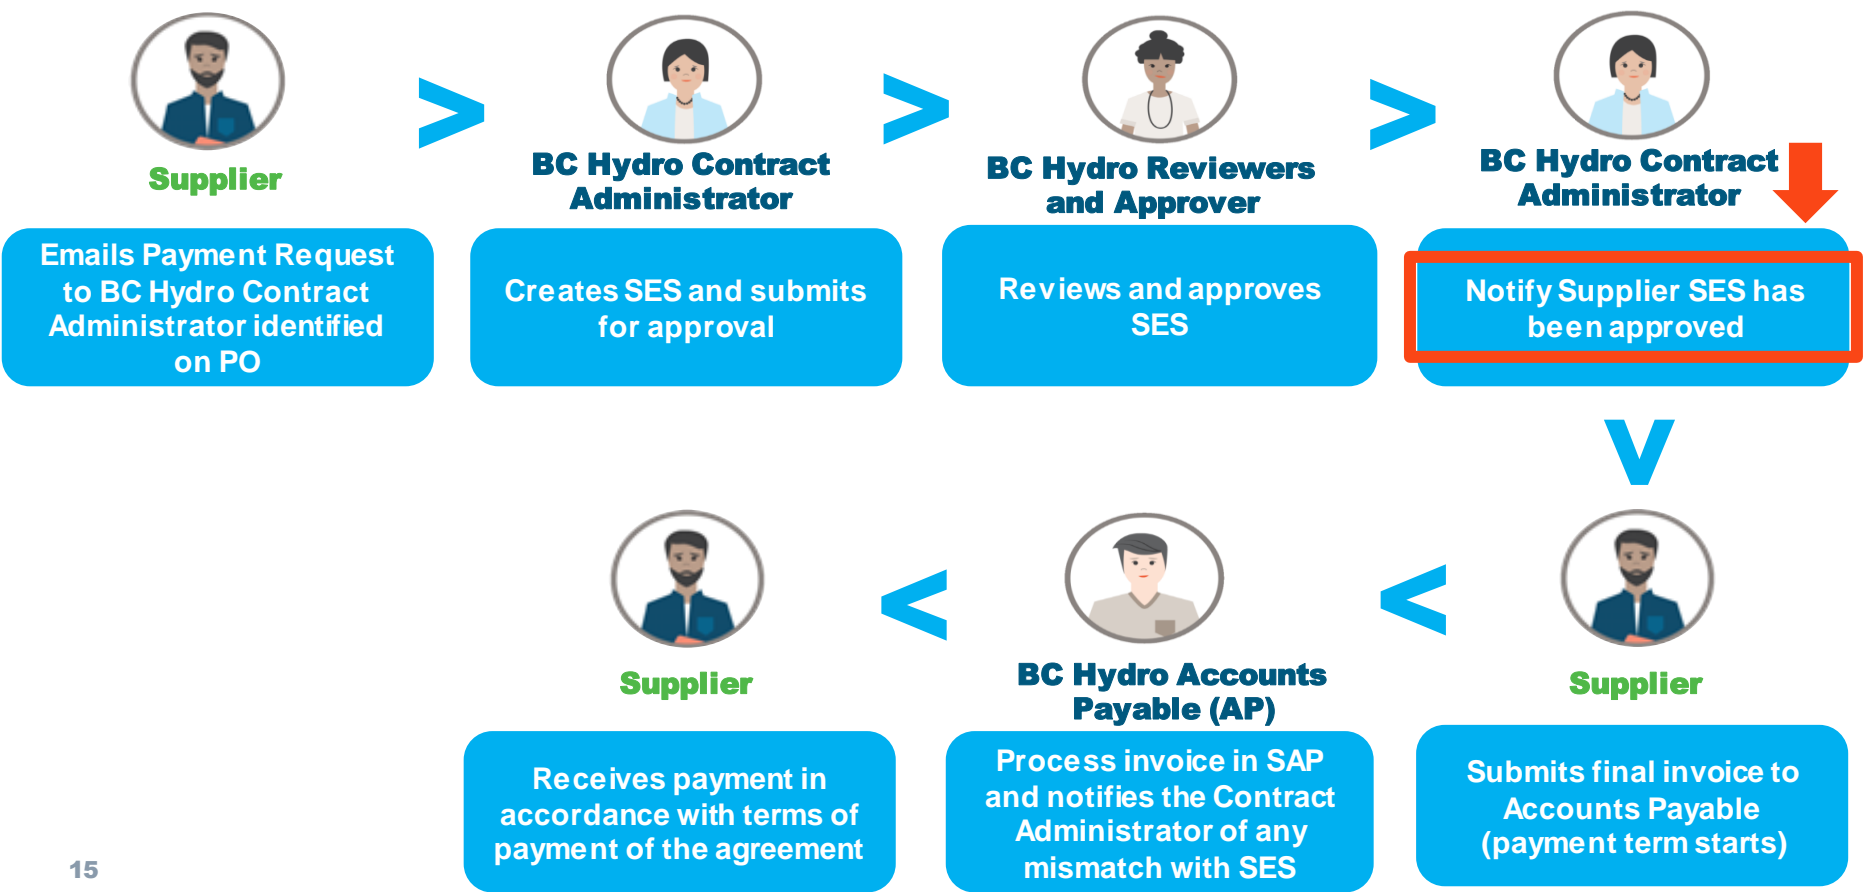 Supplier
Emails Payment Request
to BC Hydro Contract
Administrator identified
on PO
BC Hydro Contract
Administrator
Creates SES and submits
for approval
BC Hydro Reviewers
and Approver
Reviews and approves
SES
BC Hydro Contract
Administrator
Notify Supplier SES has
been approved
Supplier
Submits final invoice to
Accounts Payable
(payment term starts)
BC Hydro Accounts
Payable (AP)
Process invoice in SAP
and notifies the Contract
Administrator of any
mismatch with SES
Supplier
Receives payment in
accordance with terms of
payment of the agreement
15